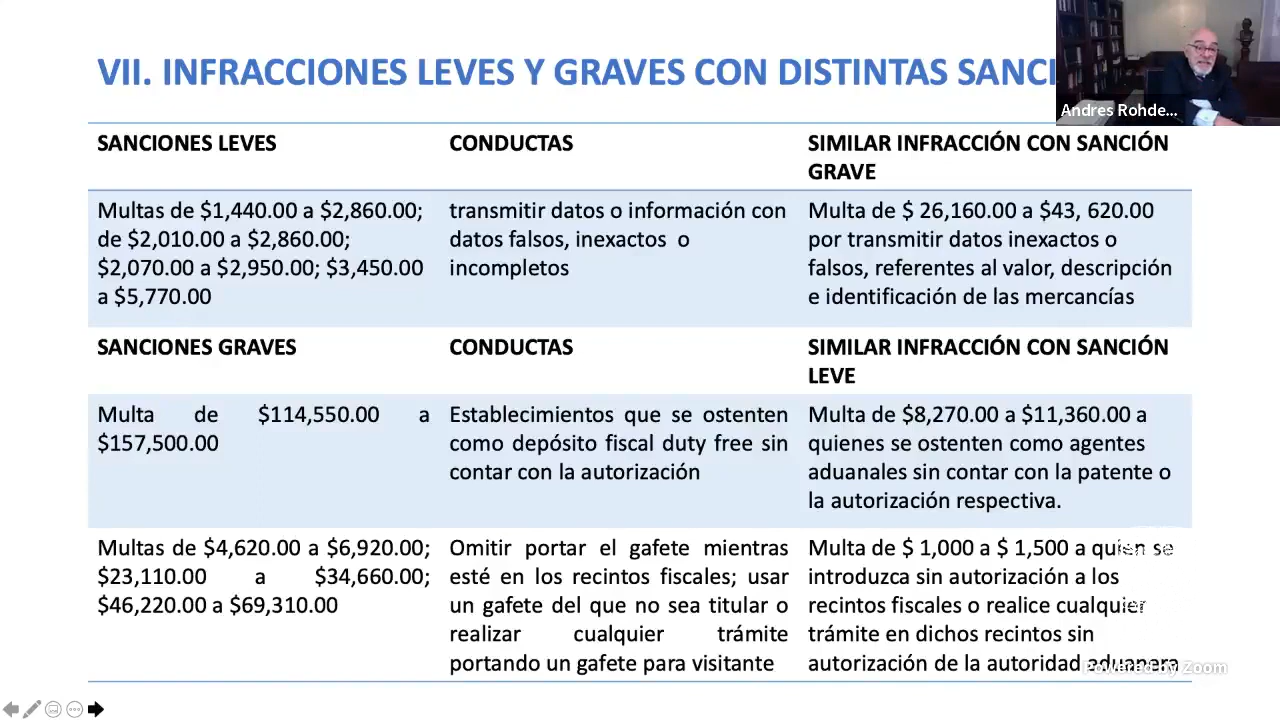 VII. INFRACCIONES LEVES Y GRAVES CON DISTINTAS
Andres Rohde...
SANCIONES LEVES
CONDUCTAS
SIMILAR INFRACCIÓN CON SANCIÓN
GRAVE
Multas de $1,440.00 a $2,860.00;
de $2,010.00 a $2,860.00;
$2,070.00 a $2,950.00; $3,450.00
a $5,770.00
transmitir datos o información con
datos falsos, inexactos o
incompletos
Multa de $ 26,160.00 a $43, 620.00
por transmitir datos inexactos o
falsos, referentes al valor, descripción
e identificación de las mercancías
SANCIONES GRAVES
CONDUCTAS
SIMILAR INFRACCIÓN CON SANCIÓN
LEVE
Multa de $114,550.00 a
$157,500.00
Establecimientos que se ostenten
como depósito fiscal duty free sin
contar con la autorización
Multa de $8,270.00 a $11,360.00 a
quienes se ostenten como agentes
aduanales sin contar con la patente o
la autorización respectiva.
Multas de $4,620.00 a $6,920.00;
$23,110.00 a $34,660.00;
$46,220.00 a $69,310.00
Omitir portar el gafete mientras
esté en los recintos fiscales; usar
un gafete del que no sea titular o
realizar cualquier trámite
portando un gafete para visitante
Multa de $ 1,000 a $ 1,500 a quien se
introduzca sin autorización a los
recintos fiscales o realice cualquier
trámite en dichos recintos sin
autorización de la autoridad aduanera
Powered by Zoom